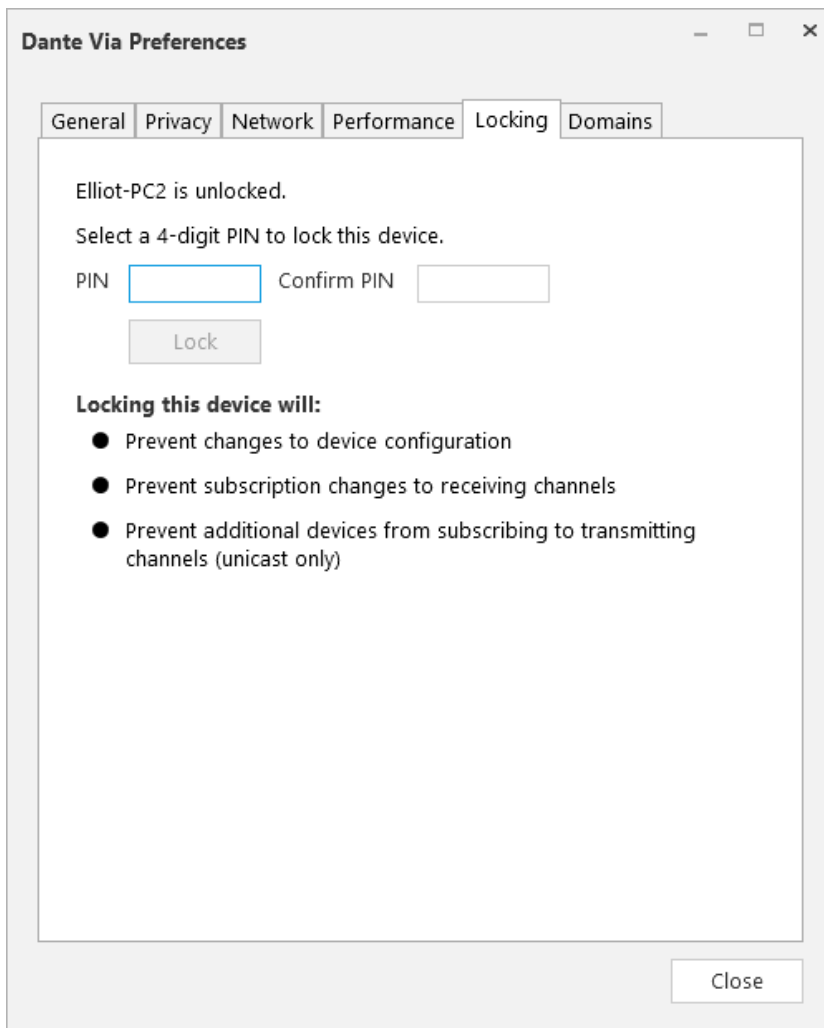 Dante Via Preferences
General Privacy Network Performance Locking Domains
Elliot-PC2 is unlocked.
Select a 4-digit PIN to lock this device.
PIN Confirm PIN
Lock
Locking this device will:
● Prevent changes to device configuration
● Prevent subscription changes to receiving channels
● Prevent additional devices from subscribing to transmitting
channels (unicast only)
Close